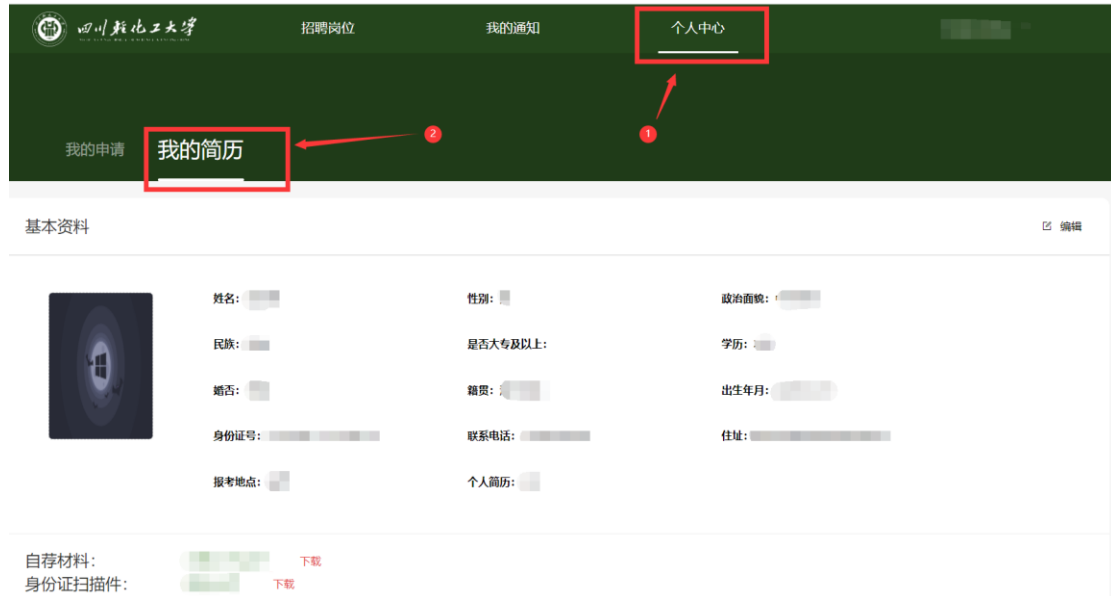 四川轻化工大学 招聘岗位 我的通知 个人中心
1
2
我的申请 我的简历
基本资料 编辑
姓名： 性别： 政治面貌：
民族： 是否大专及以上： 学历：
婚否： 籍贯： 出生年月：
身份证号： 联系电话： 住址：
报考地点： 个人简历：
自荐材料： 下载
身份证扫描件： 下载